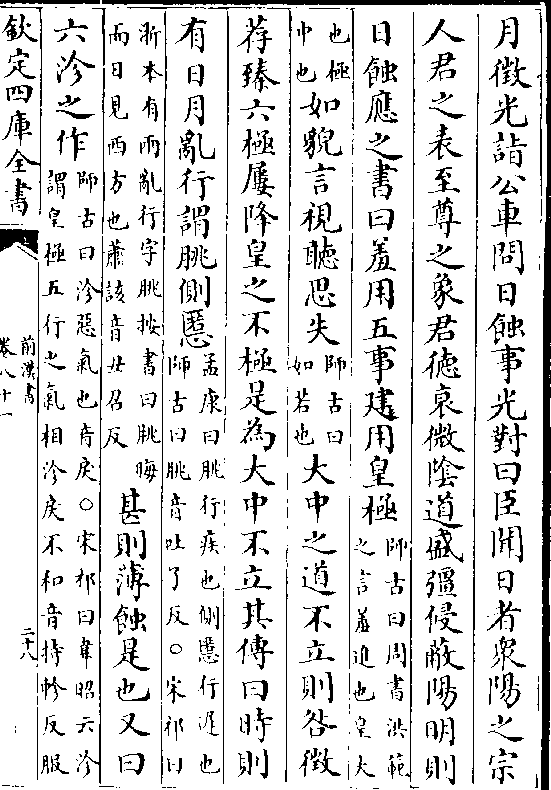 月徵光詣公車問日蝕事光對曰臣聞日者衆陽之宗
人君之表至尊之象君德衰微陰道盛彊侵蔽陽明則
日蝕應之書曰羞用五事建用皇極師古曰周書洪範之言羞進也皇大
也極中也如貌言視聽思失師古曰如若也大中之道不立則咎徵
荐臻六極屢降皇之不極是為大中不立其傳曰時則
有日月亂行謂朓側慝孟康曰朓行疾也側慝行遲也師古曰朓音吐了反○宋祁曰
浙本有兩亂行字朓按書曰朓晦而日見西方也蕭該音女召反甚則薄蝕是也又曰
六沴之作師古曰沴惡氣也音戾○宋祁曰韋昭云沴謂皇極五行之氣相沴戾不和音持軫反服
欽定四庫全書
前漢書
卷八十一
二十八